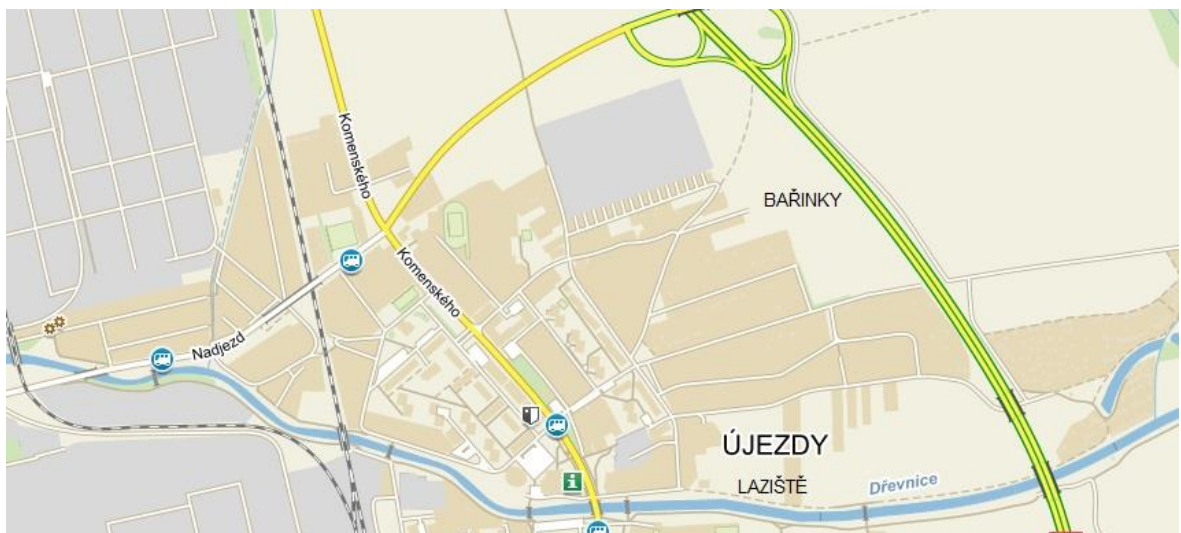 Komenského
BAŘINKY
Komenského
Nadjezd
ÚJEZDY
LAZIŠTĚ
Dřevnice